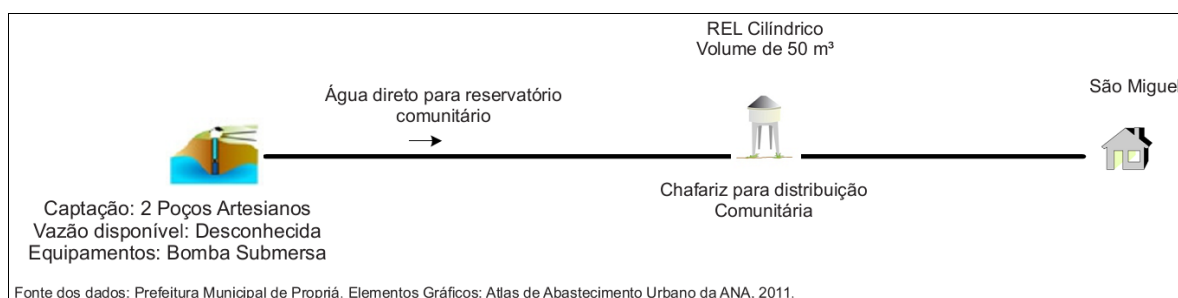 REL Cilíndrico
Volume de 50 m³
São Miguel
Água direto para reservatório
comunitário
Chafariz para distribuição
Comunitária
Captação: 2 Poços Artesianos
Vazão disponível: Desconhecida
Equipamentos: Bomba Submersa
Fonte dos dados: Prefeitura Municipal de Propriá. Elementos Gráficos: Atlas de Abastecimento Urbano da ANA, 2011.